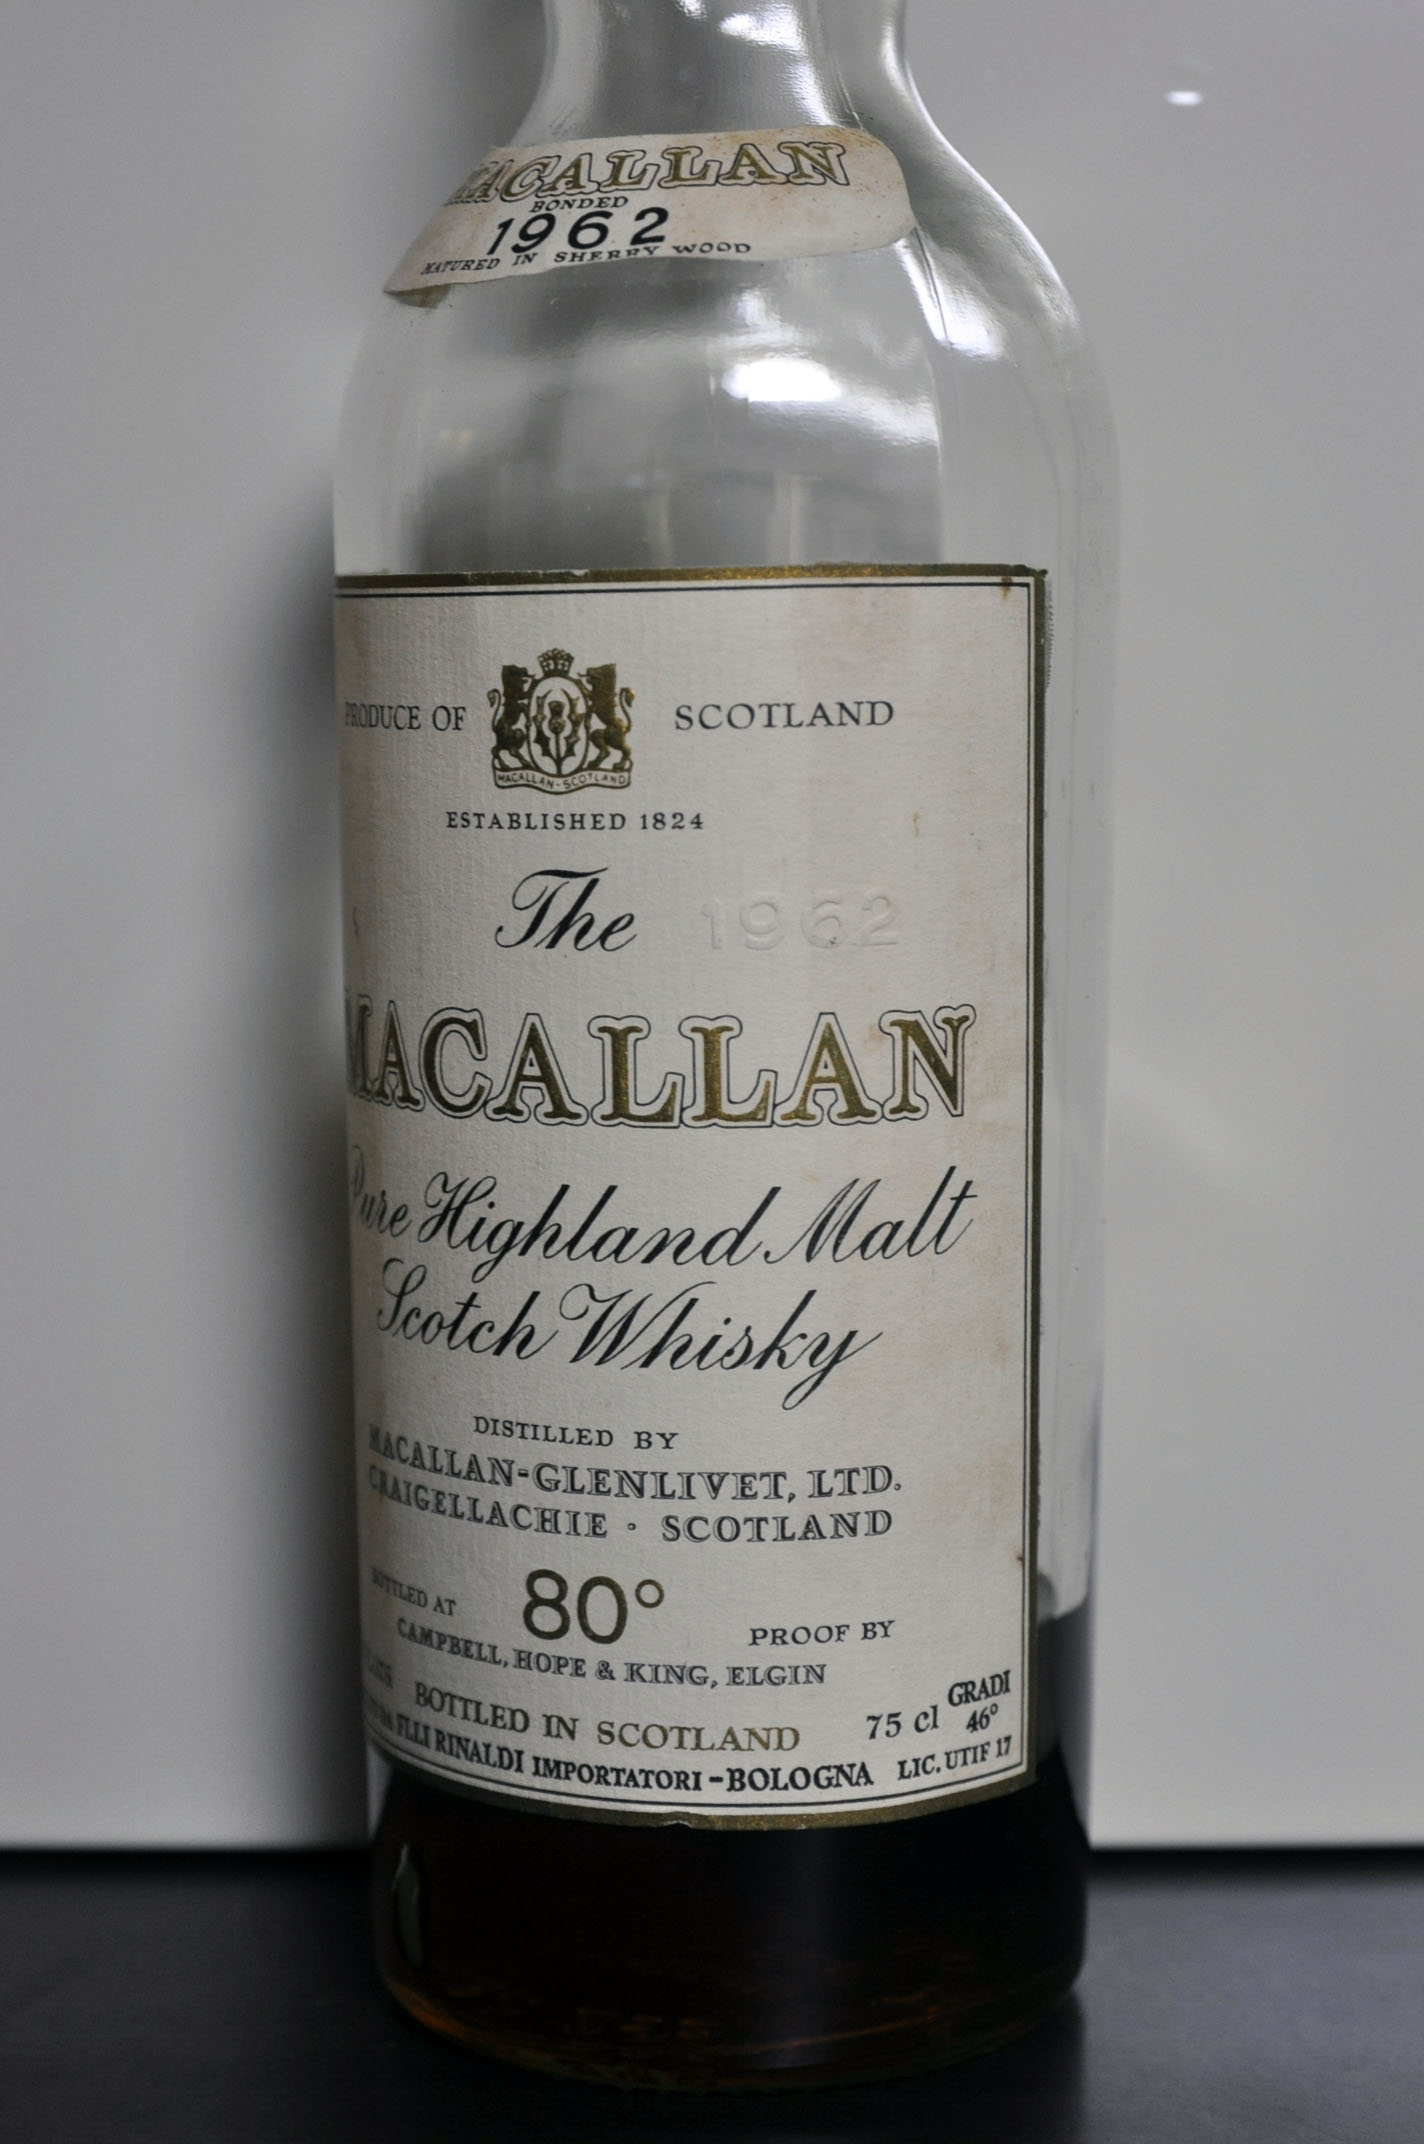 MACALLAN
BONDED
1962
MATURED IN SHERRY WOOD
PRODUCE OF SCOTLAND
MACALLAN-SCOTLAND
ESTABLISHED 1824
The 1962
MACALLAN
Pure Highland Malt
Scotch Whisky
DISTILLED BY
MACALLAN-GLENLIVET, LTD.
CRAIGELLACHIE · SCOTLAND
BOTTLED AT 80° PROOF BY
CAMPBELL, HOPE & KING, ELGIN
BOTTLED IN SCOTLAND 75 cl GRADI 46°
FLLI RINALDI IMPORTATORI - BOLOGNA LIC. UTIF 17